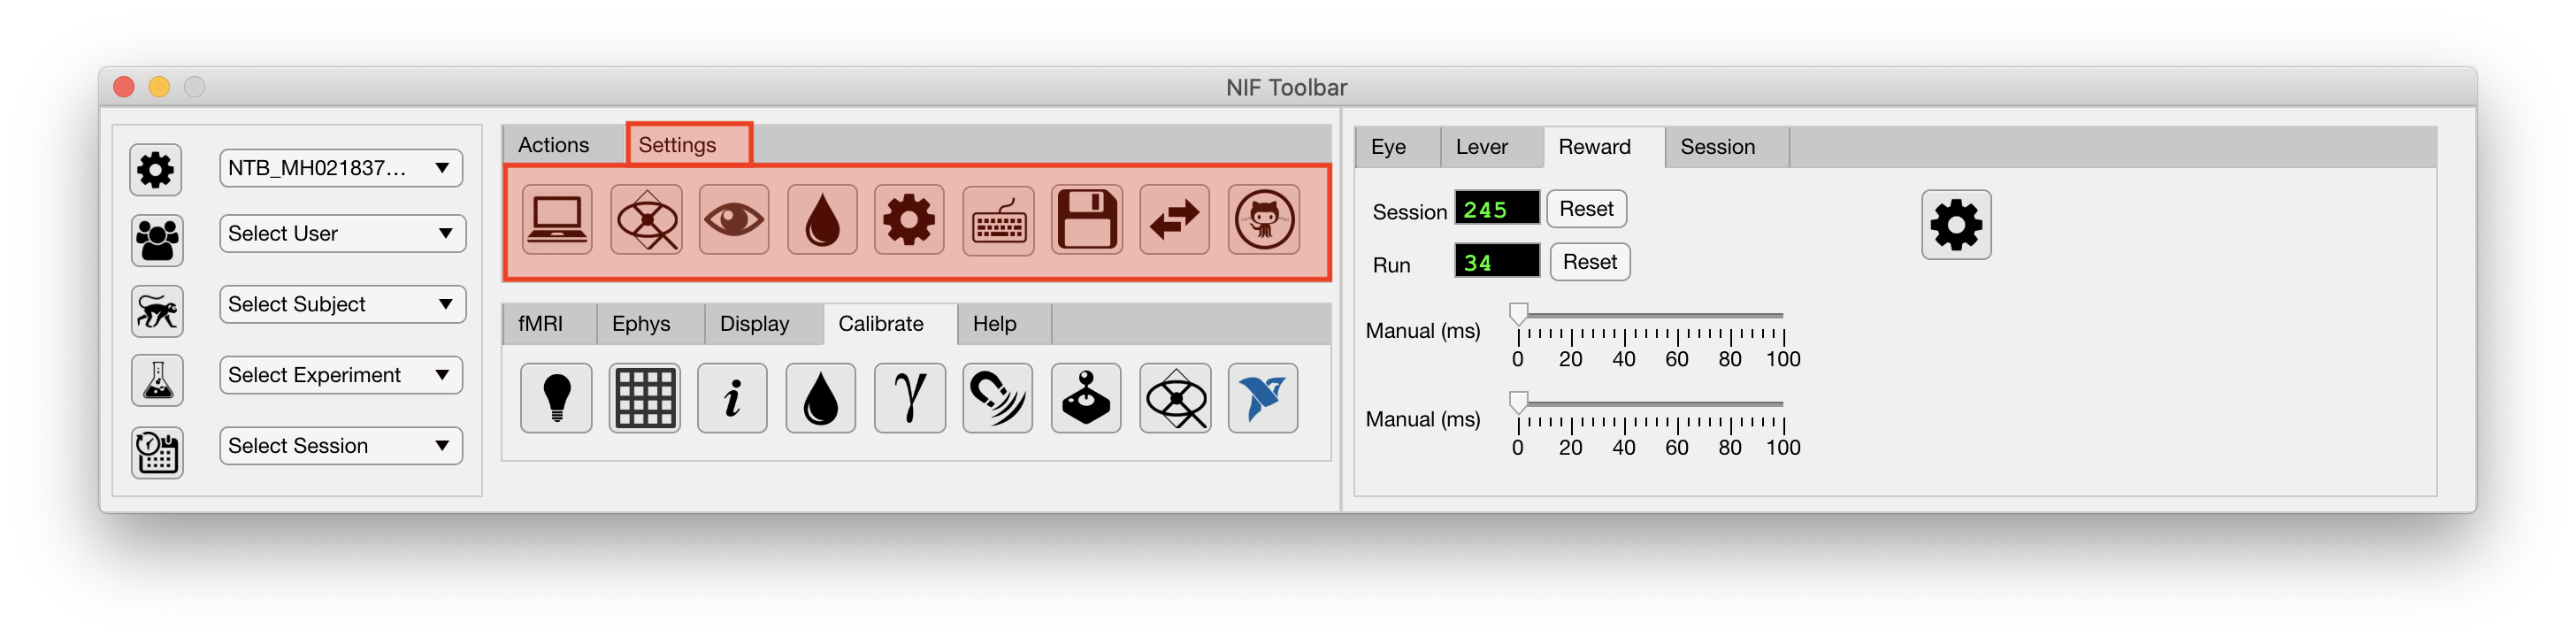 NIF Toolbar
NTB_MH021837...
Select User
Select Subject
Select Experiment
Select Session
Actions Settings
fMRI Ephys Display Calibrate Help
i
γ
Eye Lever Reward Session
Session 245 Reset
Run 34 Reset
Manual (ms)
0 20 40 60 80 100
Manual (ms)
0 20 40 60 80 100